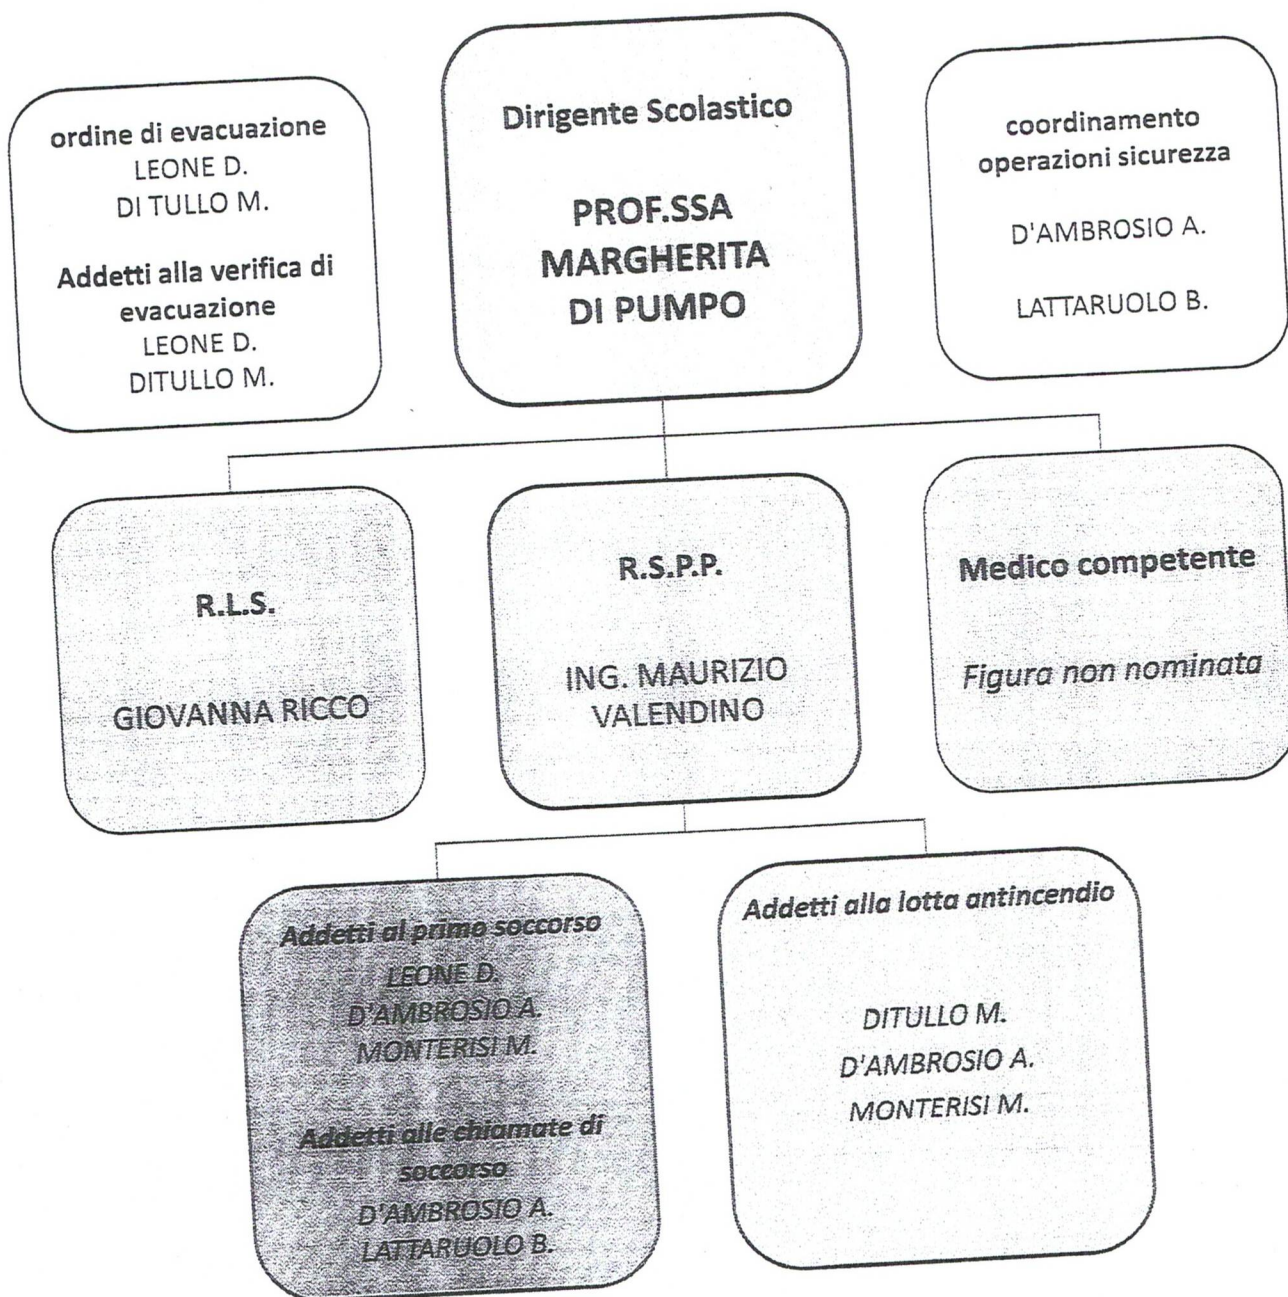 ordine di evacuazione
LEONE D.
DI TULLO M.
Addetti alla verifica di
evacuazione
LEONE D.
DITULLO M.
Dirigente Scolastico
PROF.SSA
MARGHERITA
DI PUMPO
coordinamento
operazioni sicurezza
D'AMBROSIO A.
LATTARUOLO B.
R.L.S.
GIOVANNA RICCO
R.S.P.P.
ING. MAURIZIO
VALENDINO
Medico competente
Figura non nominata
Addetti al primo soccorso
LEONE D.
D'AMBROSIO A.
MONTERISI M.
Addetti alle chiamate di
soccorso
D'AMBROSIO A.
LATTARUOLO B.
Addetti alla lotta antincendio
DITULLO M.
D'AMBROSIO A.
MONTERISI M.